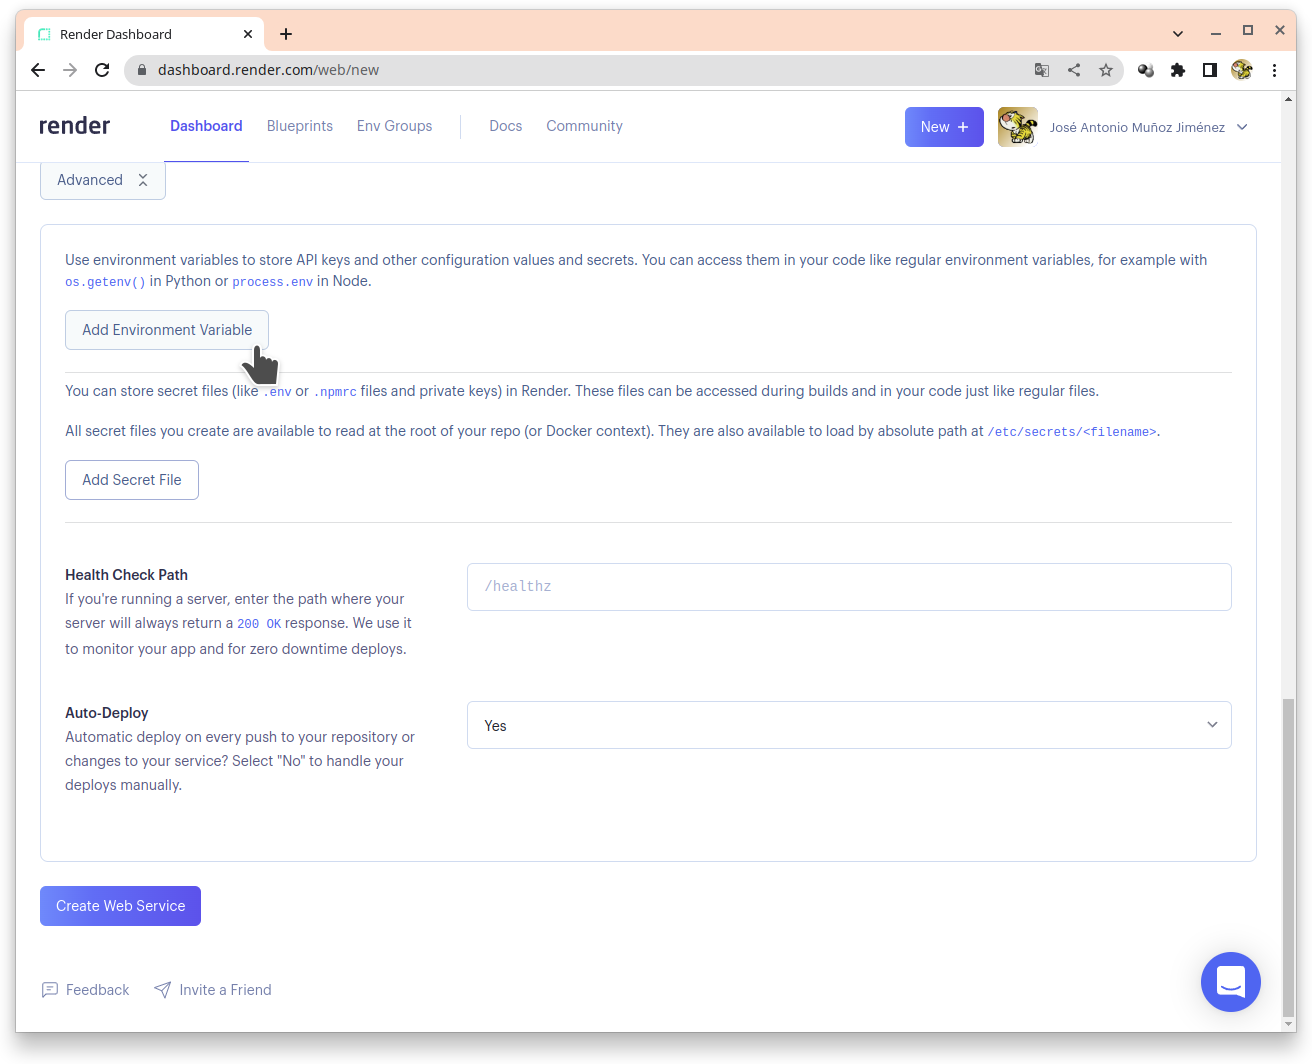 Render Dashboard
dashboard.render.com/web/new
render Dashboard Blueprints Env Groups Docs Community New + José Antonio Muñoz Jiménez
Advanced
Use environment variables to store API keys and other configuration values and secrets. You can access them in your code like regular environment variables, for example with
os.getenv() in Python or process.env in Node.
Add Environment Variable
You can store secret files (like .env or .npmrc files and private keys) in Render. These files can be accessed during builds and in your code just like regular files.
All secret files you create are available to read at the root of your repo (or Docker context). They are also available to load by absolute path at /etc/secrets/<filename>.
Add Secret File
Health Check Path
/healthz
If you're running a server, enter the path where your
server will always return a 200 OK response. We use it
to monitor your app and for zero downtime deploys.
Auto-Deploy
Yes
Automatic deploy on every push to your repository or
changes to your service? Select "No" to handle your
deploys manually.
Create Web Service
Feedback Invite a Friend